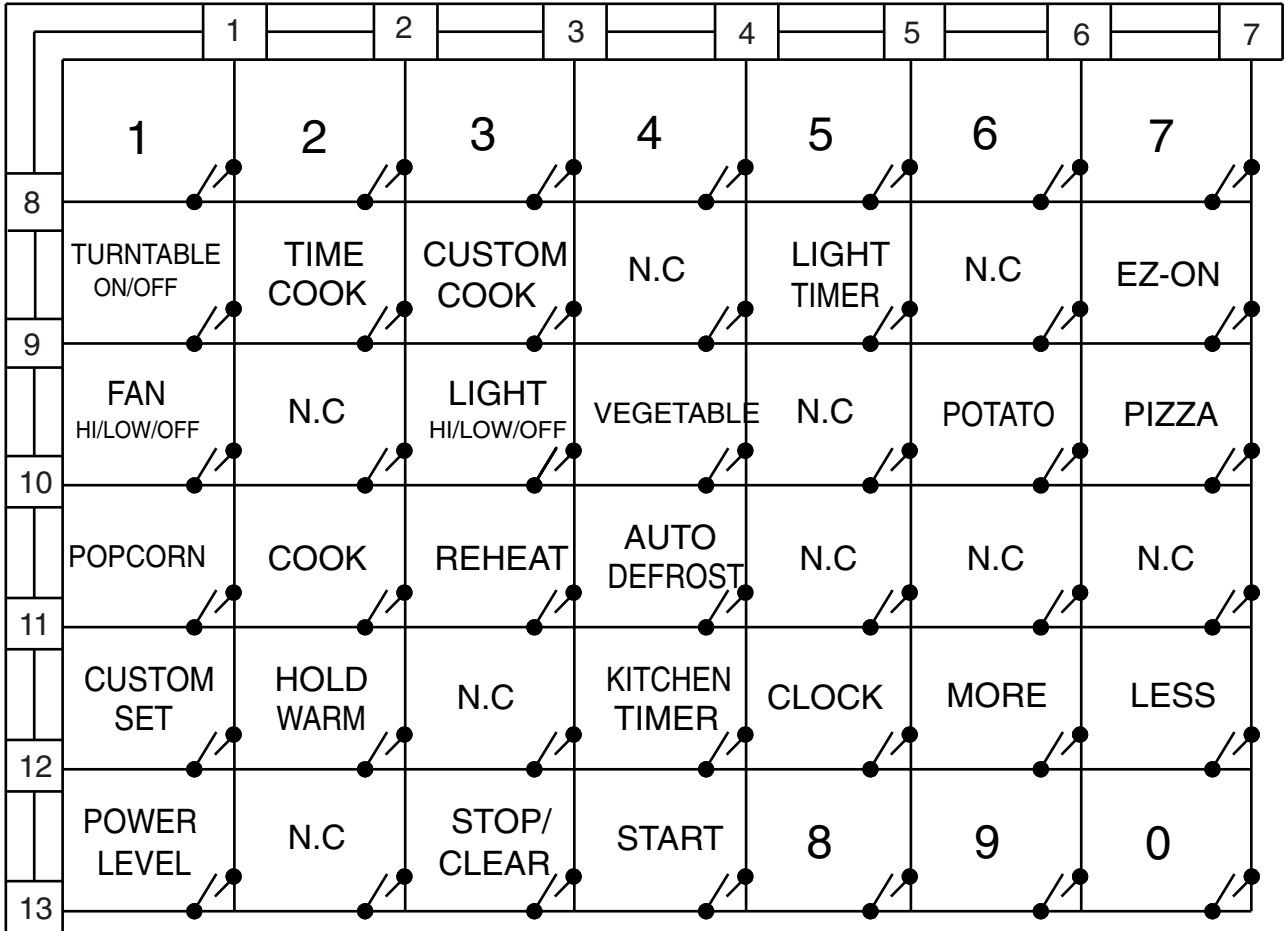 1 2 3 4 5 6 7
1 2 3 4 5 6 7
8
TURNTABLE
ON/OFF
TIME
COOK
CUSTOM
COOK
N.C
LIGHT
TIMER
N.C
EZ-ON
9
FAN
HI/LOW/OFF
N.C
LIGHT
HI/LOW/OFF
VEGETABLE
N.C
POTATO
PIZZA
10
POPCORN
COOK
REHEAT
AUTO
DEFROST
N.C
N.C
N.C
11
CUSTOM
SET
HOLD
WARM
N.C
KITCHEN
TIMER
CLOCK
MORE
LESS
12
POWER
LEVEL
N.C
STOP/
CLEAR
START
8
9
0
13